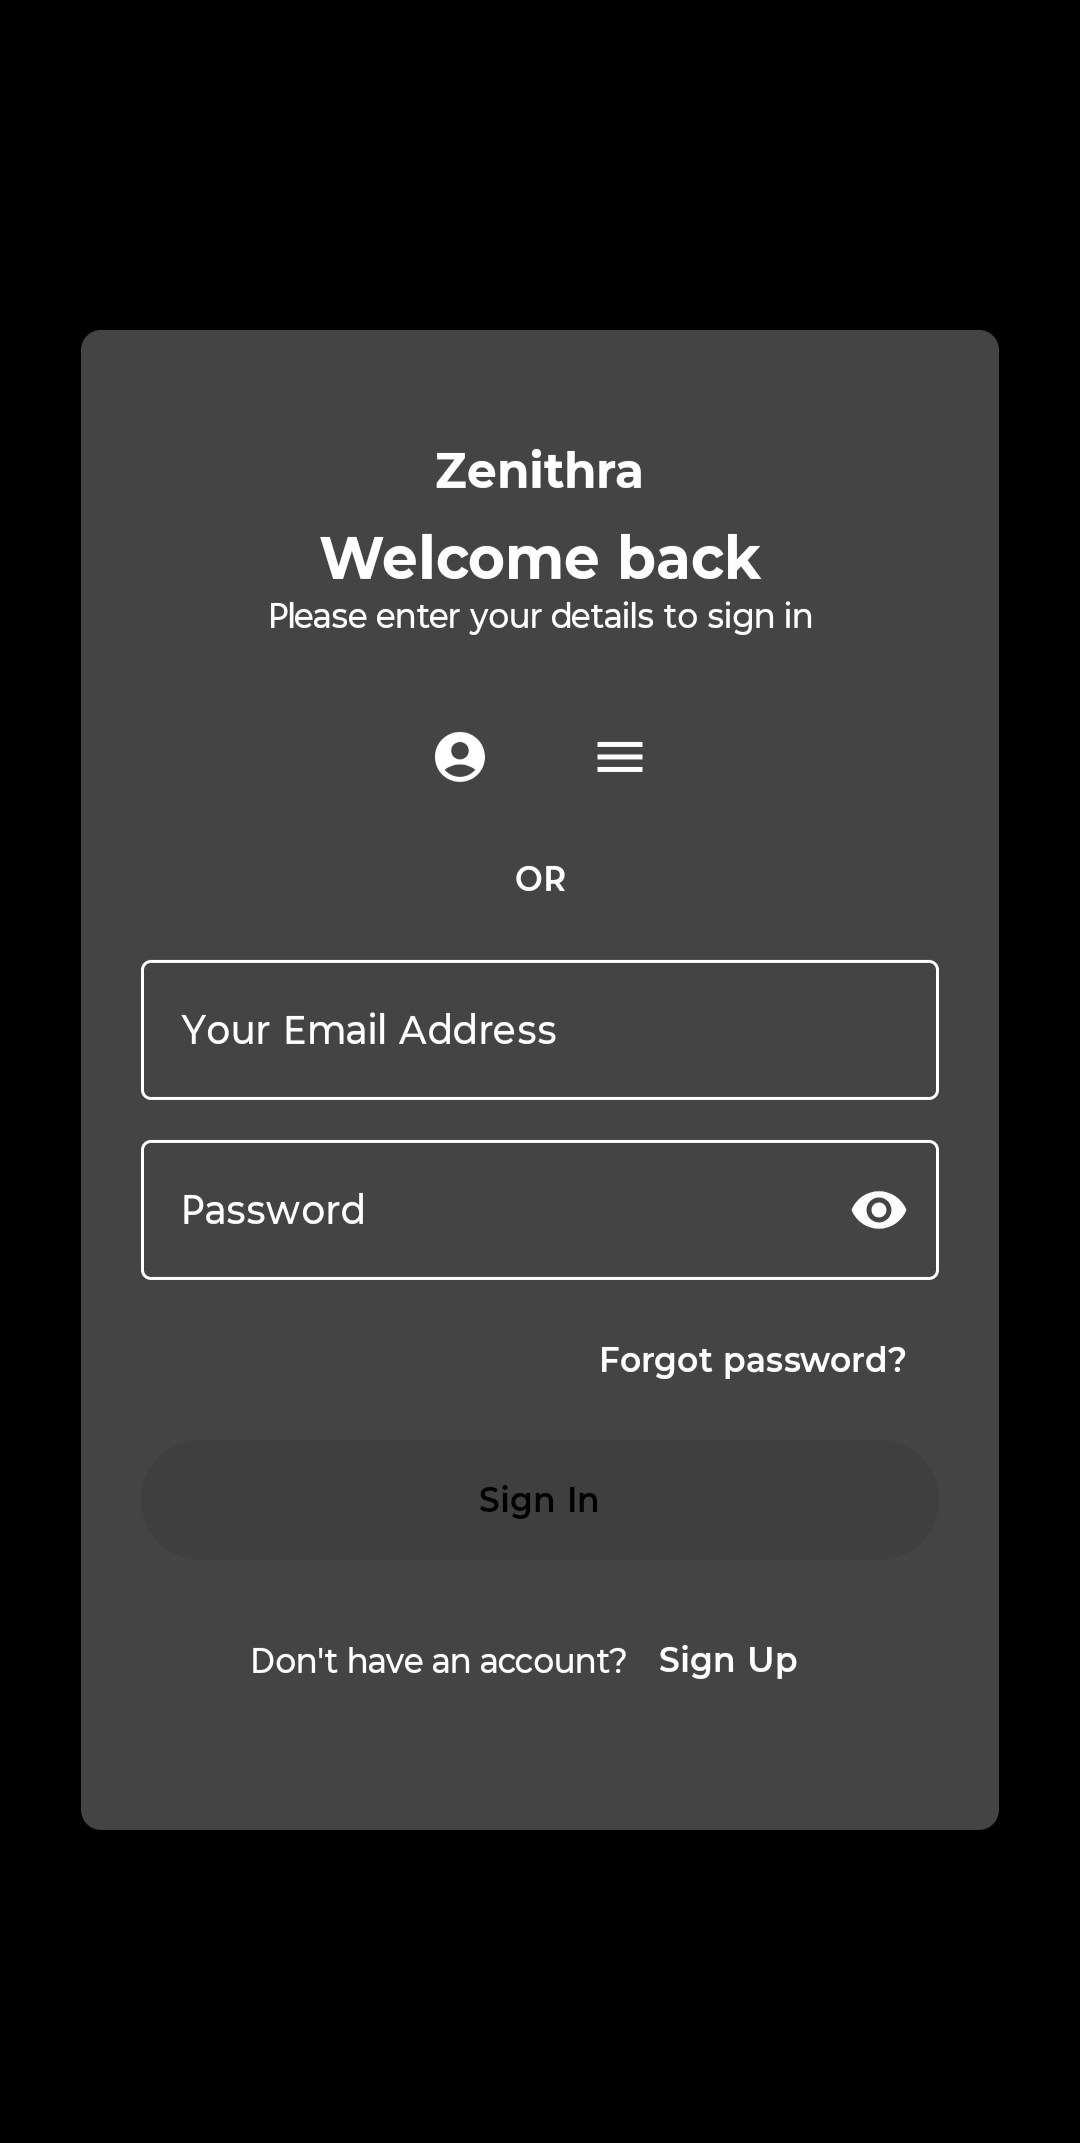 Zenithra
Welcome back
Please enter your details to sign in
OR
Your Email Address
Password
Forgot password?
Sign In
Don't have an account? Sign Up